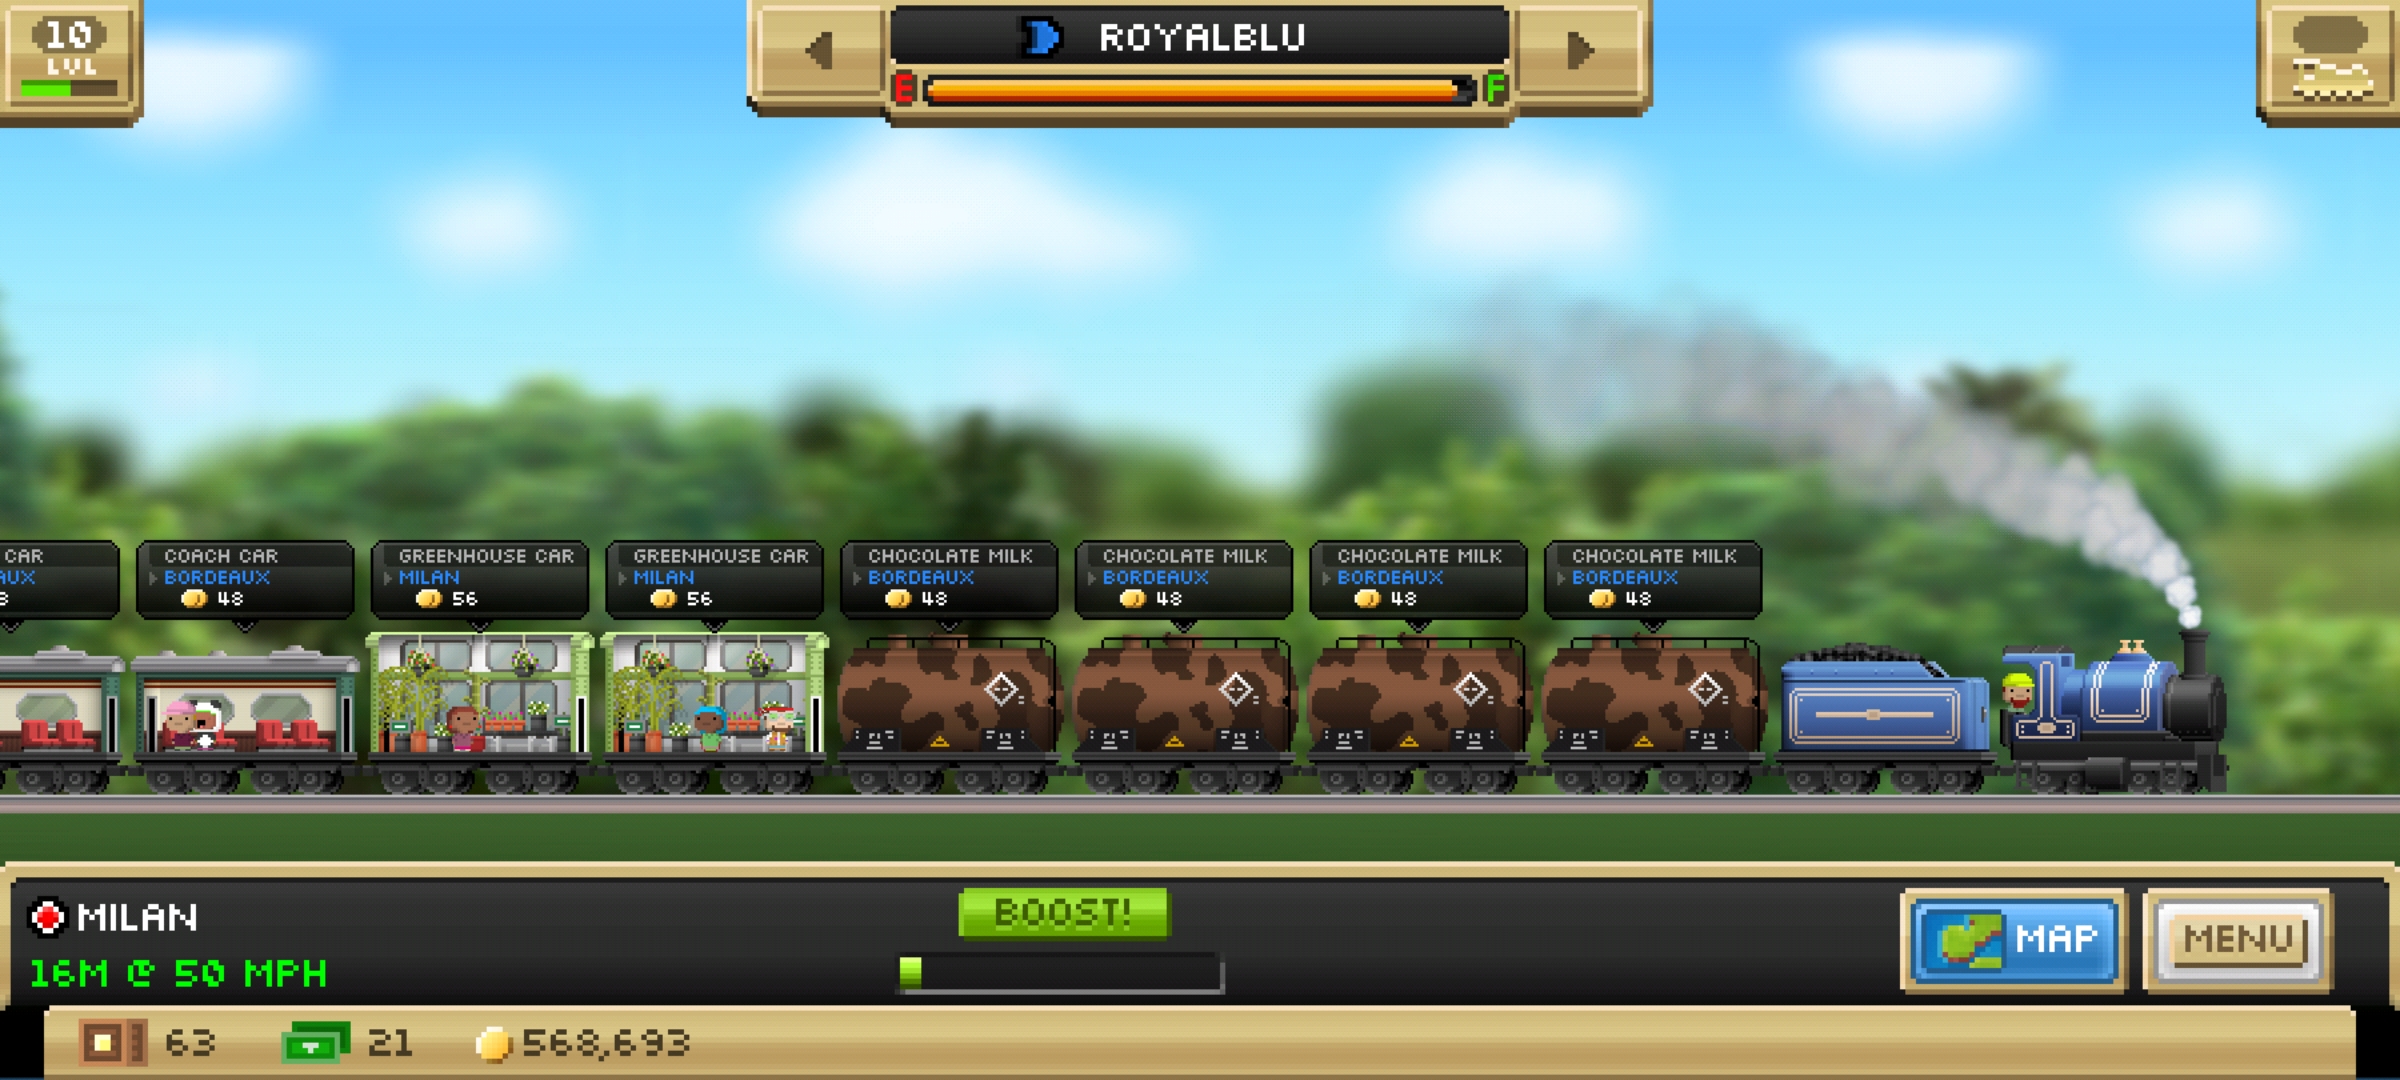 10
LVL
ROYALBLU
E
F
CAR
AUX
8
COACH CAR
BORDEAUX
48
GREENHOUSE CAR
MILAN
56
GREENHOUSE CAR
MILAN
56
CHOCOLATE MILK
BORDEAUX
48
CHOCOLATE MILK
BORDEAUX
48
CHOCOLATE MILK
BORDEAUX
48
CHOCOLATE MILK
BORDEAUX
48
MILAN
16M @ 50 MPH
BOOST!
MAP
MENU
63
21
568,693